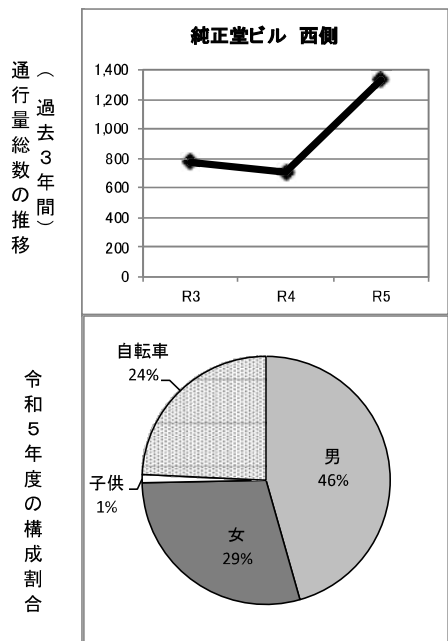 通行量総数の推移
（過去３年間）
純正堂ビル 西側
1,400
1,200
1,000
800
600
400
200
0
R3
R4
R5
令和５年度の構成割合
自転車
24%
男
46%
子供
1%
女
29%